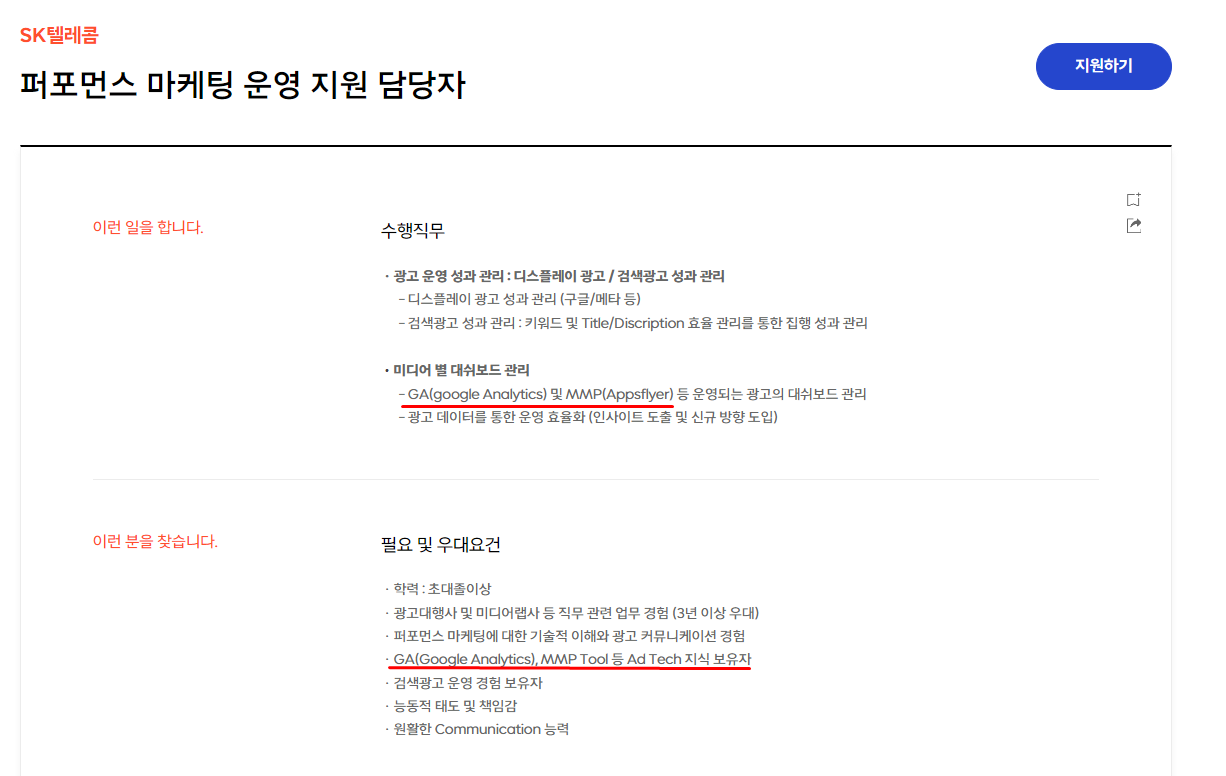 SK텔레콤
퍼포먼스 마케팅 운영 지원 담당자
지원하기
이런 일을 합니다.
수행직무
· 광고 운영 성과 관리 : 디스플레이 광고 / 검색광고 성과 관리
– 디스플레이 광고 성과 관리 (구글/메타 등)
– 검색광고 성과 관리 : 키워드 및 Title/Discription 효율 관리를 통한 집행 성과 관리
· 미디어 별 대쉬보드 관리
– GA(google Analytics) 및 MMP(Appsflyer) 등 운영되는 광고의 대쉬보드 관리
– 광고 데이터를 통한 운영 효율화 (인사이트 도출 및 신규 방향 도입)
이런 분을 찾습니다.
필요 및 우대요건
· 학력 : 초대졸이상
· 광고대행사 및 미디어랩사 등 직무 관련 업무 경험 (3년 이상 우대)
· 퍼포먼스 마케팅에 대한 기술적 이해와 광고 커뮤니케이션 경험
· GA(Google Analytics), MMP Tool 등 Ad Tech 지식 보유자
· 검색광고 운영 경험 보유자
· 능동적 태도 및 책임감
· 원활한 Communication 능력